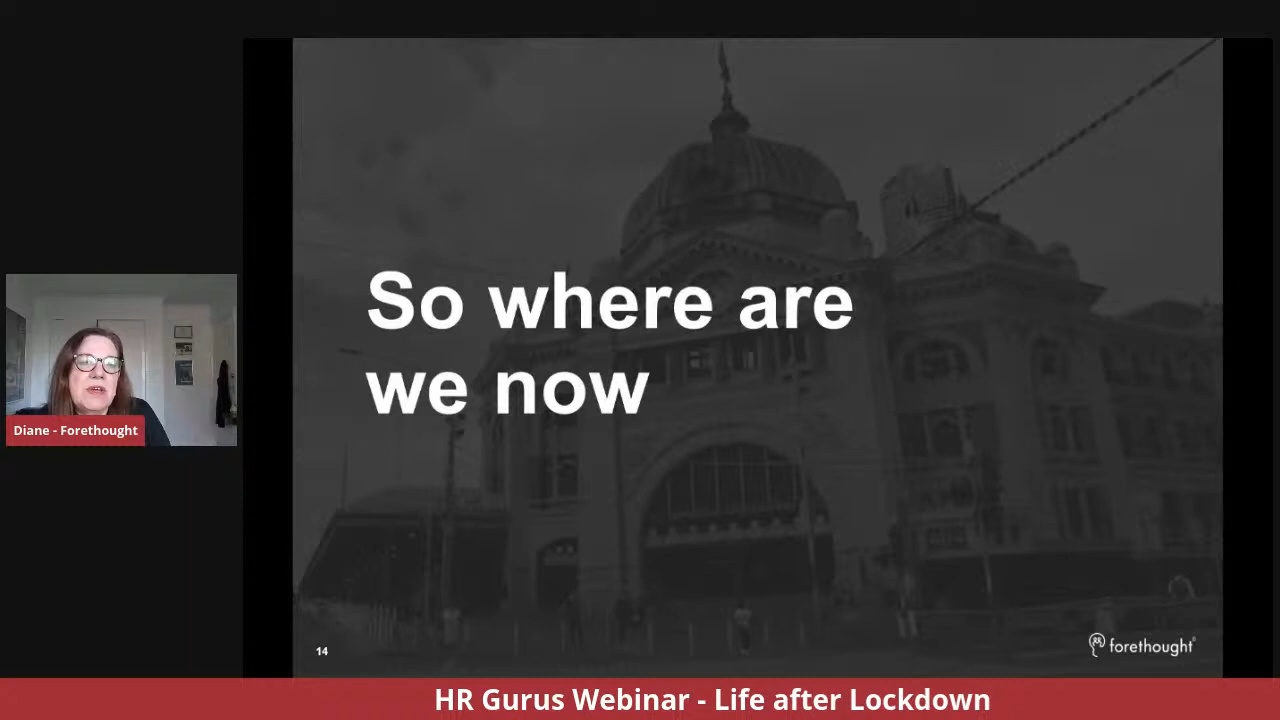 So where are
we now
Diane - Forethought
14
forethought
HR Gurus Webinar - Life after Lockdown